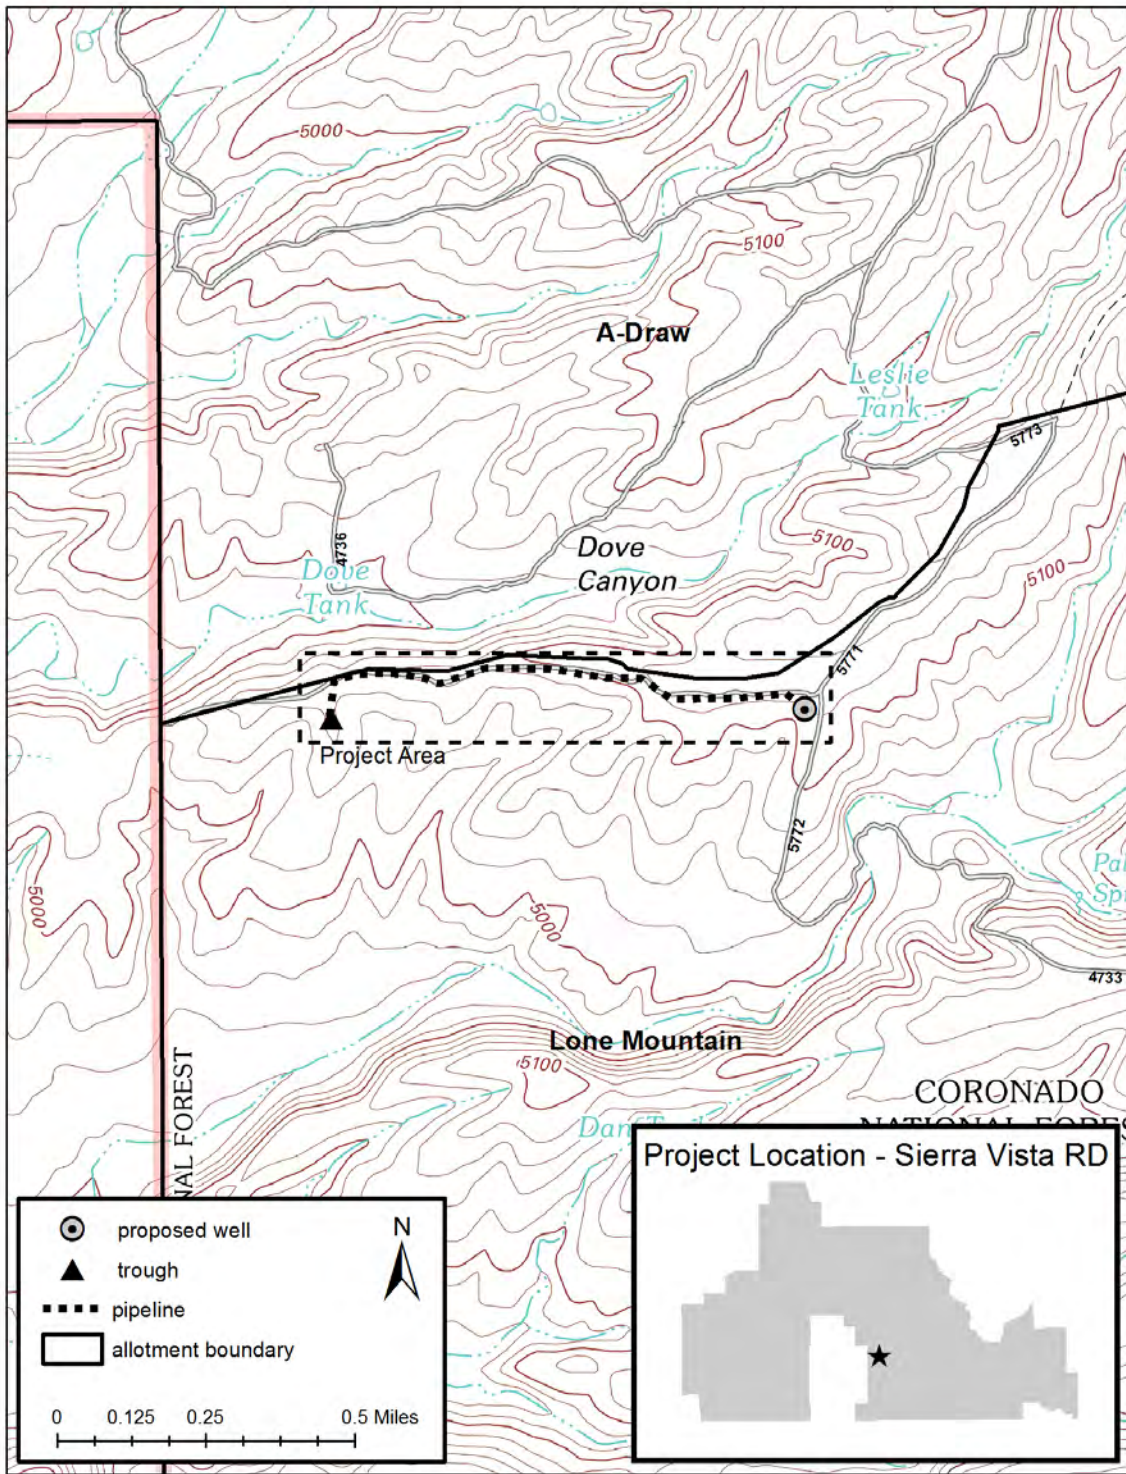 5000
5100
A-Draw
Leslie
Tank
5773
4736
Dove
Canyon
5100
5100
Dove
Tank
5771
Project Area
5772
5000
5000
4733
Lone Mountain
5100
CORONADO
NATIONAL FOREST
NAL FOREST
Project Location - Sierra Vista RD
proposed well
N
trough
pipeline
allotment boundary
0 0.125 0.25 0.5 Miles